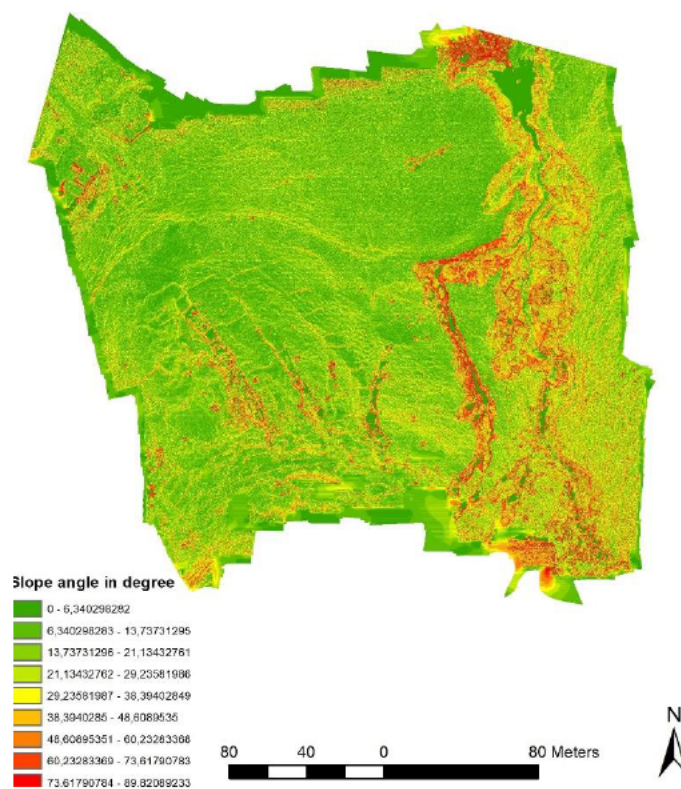 Slope angle in degree
0 - 6,340298282
6,340298283 - 13,73731295
13,73731296 - 21,13432761
21,13432762 - 29,23581986
29,23581987 - 38,39402849
38,3940285 - 48,6089535
48,60895351 - 60,23283368
60,23283369 - 73,61790783
73,61790784 - 89,82089233
80 40 0 80 Meters
N